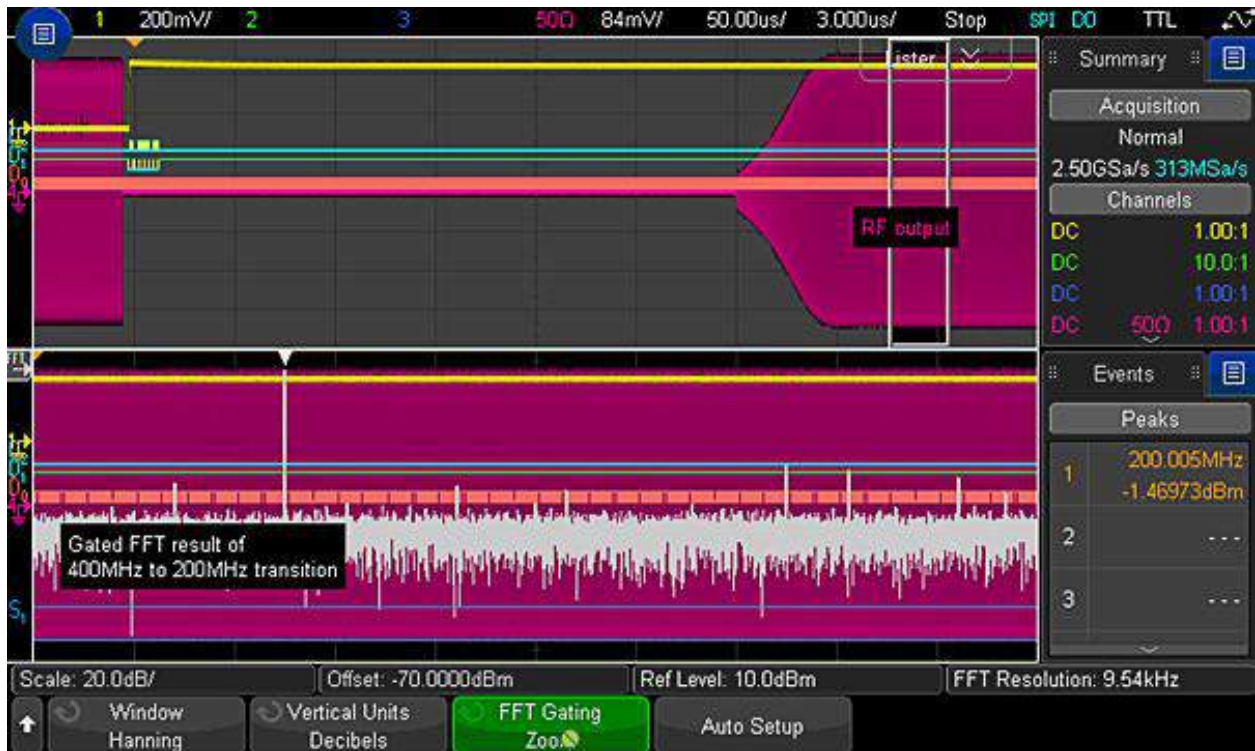 1 200mV/ 2 3 50Ω 84mV/ 50.00us/ 3.000us/ Stop SPI D0 TTL
Lister
RF output
Summary
Acquisition
Normal
2.50GSa/s 313MSa/s
Channels
DC 1.00:1
DC 10.0:1
DC 1.00:1
DC 50Ω 1.00:1
Gated FFT result of
400MHz to 200MHz transition
S₁
Events
Peaks
1 200.005MHz
-1.46973dBm
2 ---
3 ---
Scale: 20.0dB/ Offset: -70.0000dBm Ref Level: 10.0dBm FFT Resolution: 9.54kHz
Window
Hanning
Vertical Units
Decibels
FFT Gating
Zoom
Auto Setup